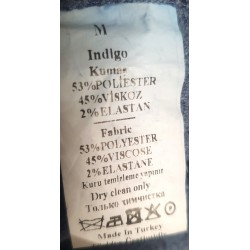 M
Indigo
Kumaş
53%POLİESTER
45%VİSKOZ
2%ELASTAN
Fabric
53%POLYESTER
45%VISCOSE
2%ELASTANE
Kuru temizleme yapınız
Dry clean only
Только химчистка
Made In Turkey